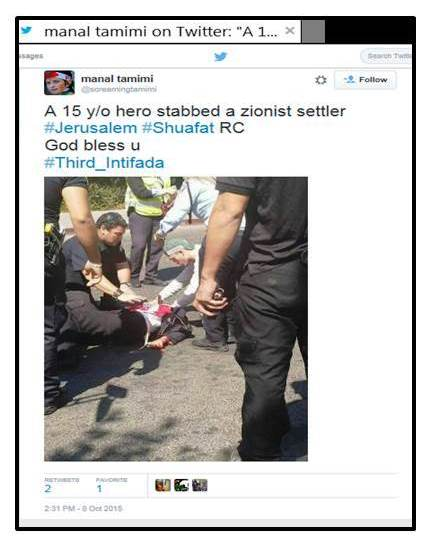 manal tamimi on Twitter: "A 1... ×
ssages
Search Twitt
manal tamimi
@screamingtamimi
Follow
A 15 y/o hero stabbed a zionist settler
#Jerusalem #Shuafat RC
God bless u
#Third_Intifada
RETWEETS FAVORITE
2 1
2:31 PM - 8 Oct 2015